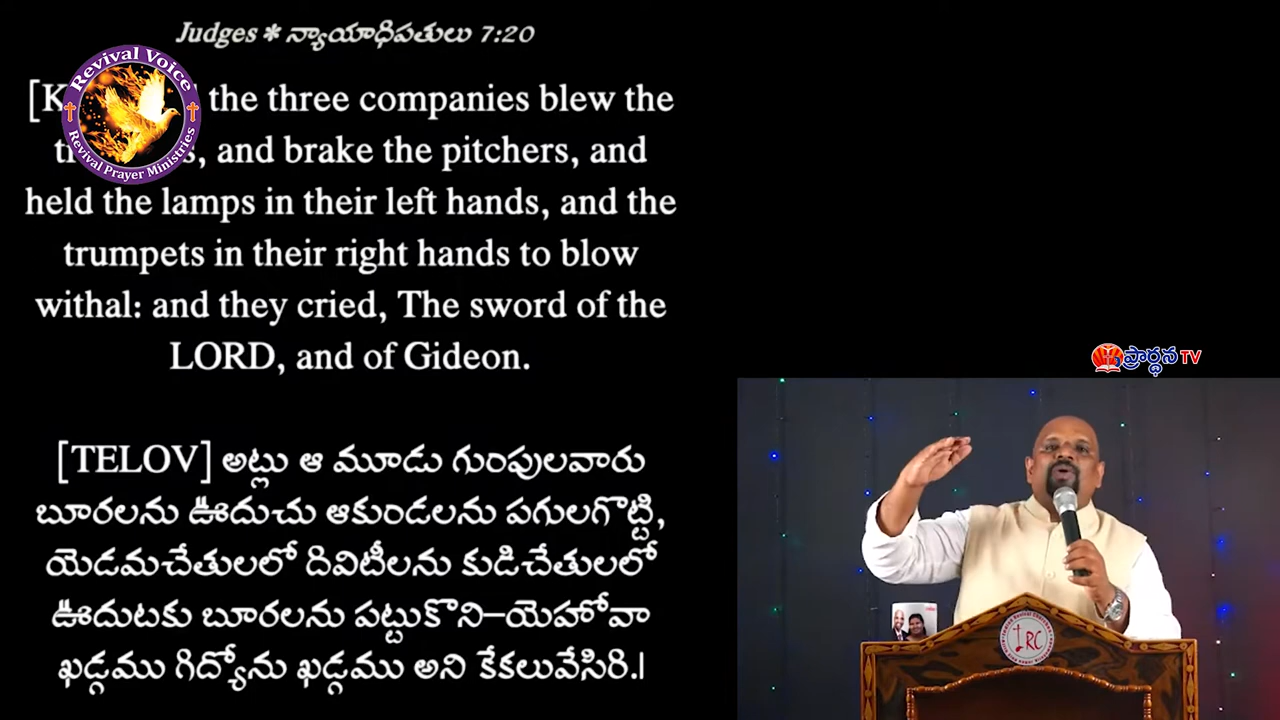 Judges * న్యాయాధిపతులు 7:20
Revival Voice
Revival Prayer Ministries
the three companies blew the
and brake the pitchers, and
held the lamps in their left hands, and the
trumpets in their right hands to blow
withal: and they cried, The sword of the
LORD, and of Gideon.
[TELOV] అట్లు ఆ మూడు గుంపులవారు
బూరలను ఊదుచు ఆకుండలను పగులగొట్టి,
యెడమచేతులలో దివిటీలను కుడిచేతులలో
ఊదుటకు బూరలను పట్టుకొని–యెహోవా
ఖడ్గము గిద్యోను ఖడ్గము అని కేకలువేసిరి.
ప్రార్థన TV
RC